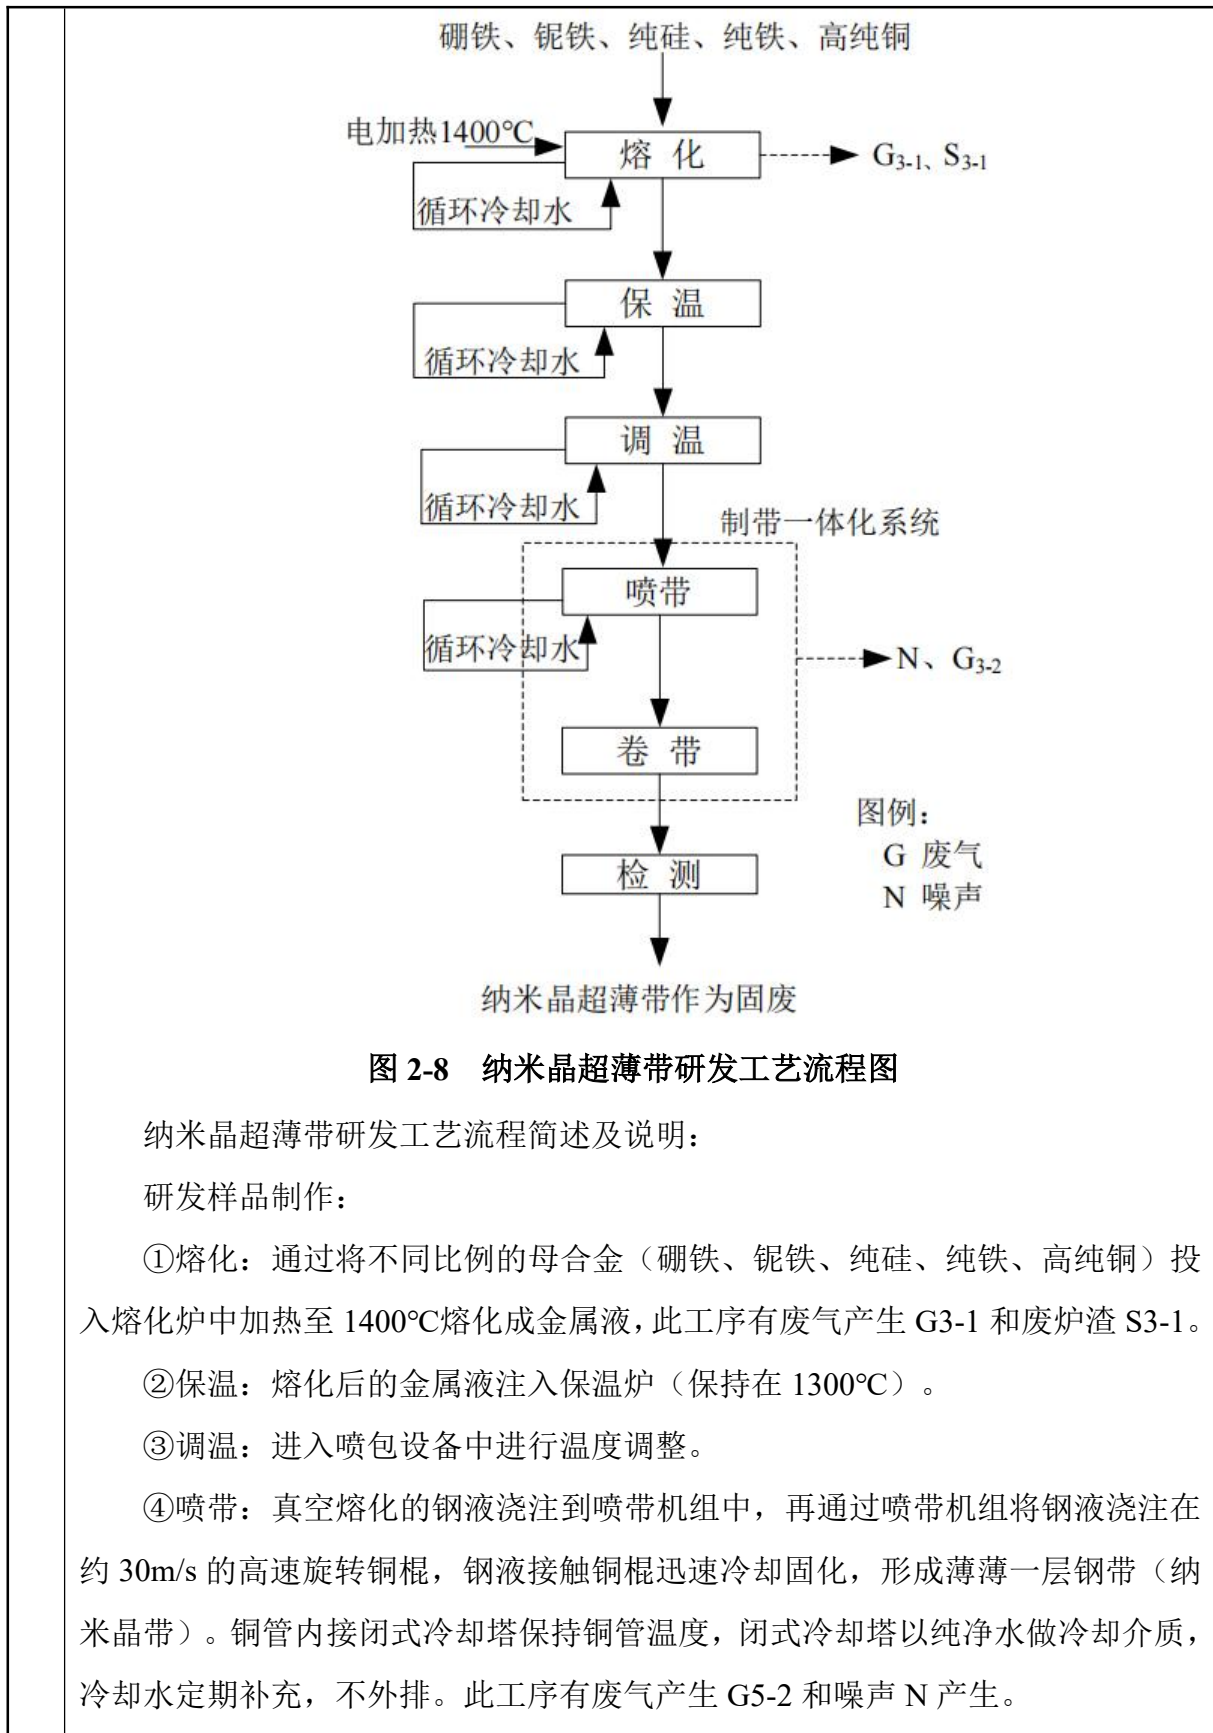 硼铁、铌铁、纯硅、纯铁、高纯铜
电加热1400℃
熔 化
G3-1、S3-1
循环冷却水
保 温
循环冷却水
调 温
循环冷却水
制带一体化系统
喷带
循环冷却水
N、G3-2
卷 带
图例：
G 废气
检 测
N 噪声
纳米晶超薄带作为固废
图 2-8 纳米晶超薄带研发工艺流程图
纳米晶超薄带研发工艺流程简述及说明：
研发样品制作：
①熔化：通过将不同比例的母合金（硼铁、铌铁、纯硅、纯铁、高纯铜）投
入熔化炉中加热至 1400℃熔化成金属液，此工序有废气产生 G3-1 和废炉渣 S3-1。
②保温：熔化后的金属液注入保温炉（保持在 1300℃）。
③调温：进入喷包设备中进行温度调整。
④喷带：真空熔化的钢液浇注到喷带机组中，再通过喷带机组将钢液浇注在
约 30m/s 的高速旋转铜棍，钢液接触铜棍迅速冷却固化，形成薄薄一层钢带（纳
米晶带）。铜管内接闭式冷却塔保持铜管温度，闭式冷却塔以纯净水做冷却介质，
冷却水定期补充，不外排。此工序有废气产生 G5-2 和噪声 N 产生。